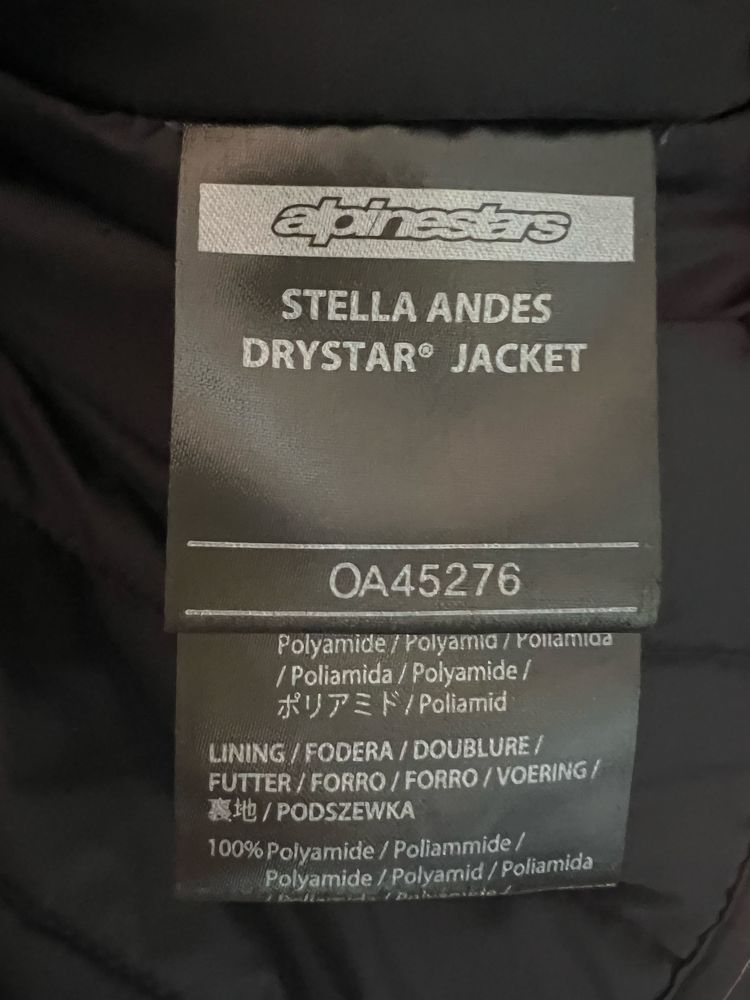 alpinestars
STELLA ANDES
DRYSTAR® JACKET
OA45276
Polyamide / Polyamid / Poliamida
/ Poliamida / Polyamide /
ポリアミド / Poliamid
LINING / FODERA / DOUBLURE /
FUTTER / FORRO / FORRO / VOERING /
裏地 / PODSZEWKA
100% Polyamide / Poliammide /
Polyamide / Polyamid / Poliamida